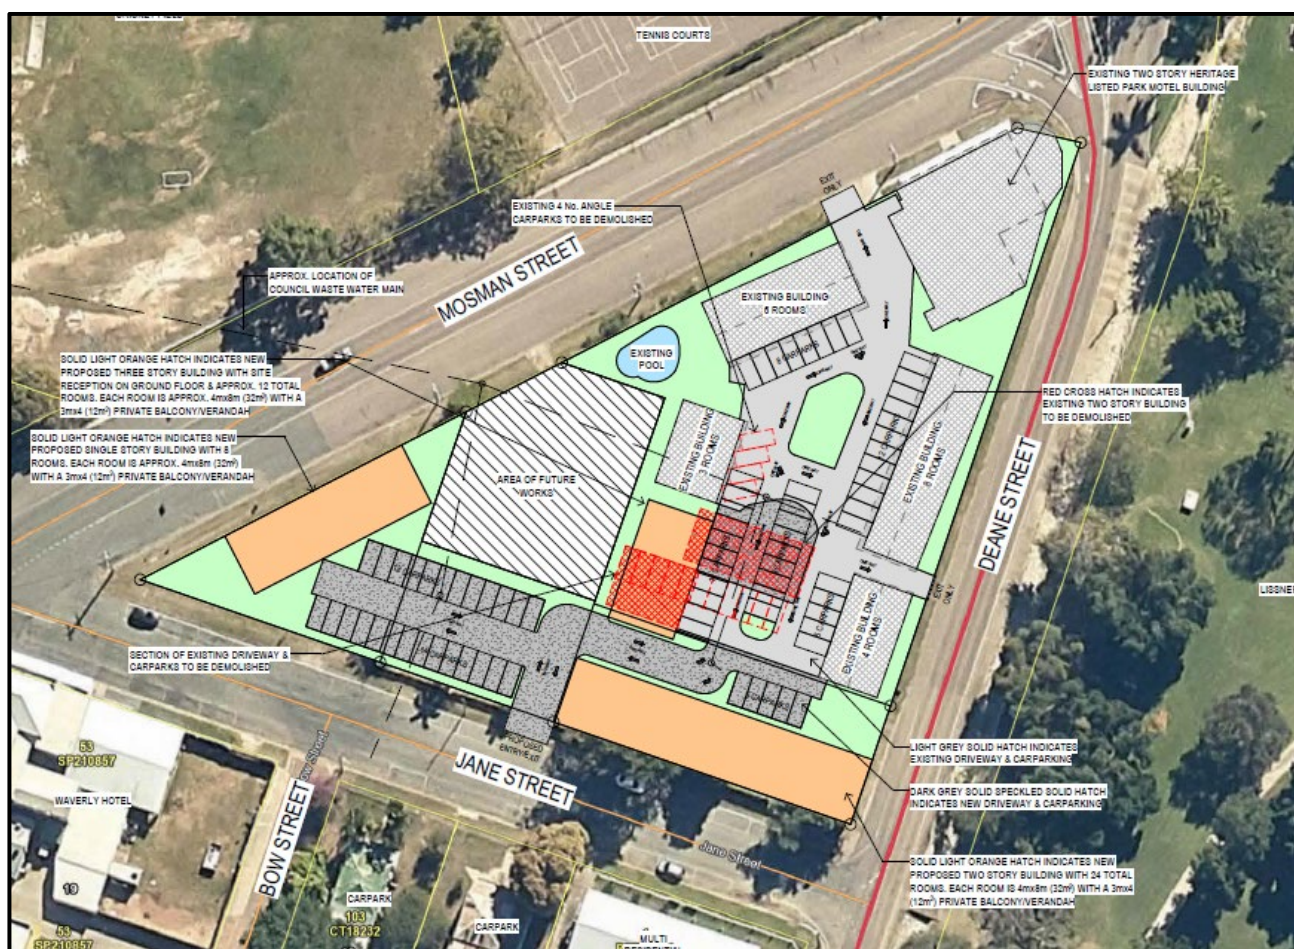 TENNIS COURTS
EXISTING TWO STORY HERITAGE
LISTED PARK MOTEL BUILDING
EXIT
ONLY
EXISTING 4 No. ANGLE
CARPARKS TO BE DEMOLISHED
MOSMAN STREET
APPROX. LOCATION OF
COUNCIL WASTE WATER MAIN
EXISTING BUILDING
6 ROOMS
EXISTING
POOL
8 CARPARKS
SOLID LIGHT ORANGE HATCH INDICATES NEW
PROPOSED THREE STORY BUILDING WITH SITE
RECEPTION ON GROUND FLOOR & APPROX. 12 TOTAL
ROOMS. EACH ROOM IS APPROX. 4mx8m (32m²) WITH A
3mx4 (12m²) PRIVATE BALCONY/VERANDAH
RED CROSS HATCH INDICATES
EXISTING TWO STORY BUILDING
TO BE DEMOLISHED
SOLID LIGHT ORANGE HATCH INDICATES NEW
PROPOSED SINGLE STORY BUILDING WITH 8
ROOMS. EACH ROOM IS APPROX. 4mx8m (32m²)
WITH A 3mx4 (12m²) PRIVATE BALCONY/VERANDAH
EXISTING BUILDING
3 ROOMS
EXISTING BUILDING
8 ROOMS
AREA OF FUTURE
WORKS
DEANE STREET
EXIT
ONLY
LISSNE
EXISTING BUILDING
4 ROOMS
SECTION OF EXISTING DRIVEWAY &
CARPARKS TO BE DEMOLISHED
PROPOSED
ENTRY/EXIT
JANE STREET
LIGHT GREY SOLID HATCH INDICATES
EXISTING DRIVEWAY & CARPARKING
DARK GREY SOLID SPECKLED SOLID HATCH
INDICATES NEW DRIVEWAY & CARPARKING
53
SP210857
WAVERLY HOTEL
BOW STREET
Jane Street
SOLID LIGHT ORANGE HATCH INDICATES NEW
PROPOSED TWO STORY BUILDING WITH 24 TOTAL
ROOMS. EACH ROOM IS 4mx8m (32m²) WITH A 3mx4
(12m²) PRIVATE BALCONY/VERANDAH
19
CARPARK
103
CT18232
CARPARK
53
SP210857
MULTI